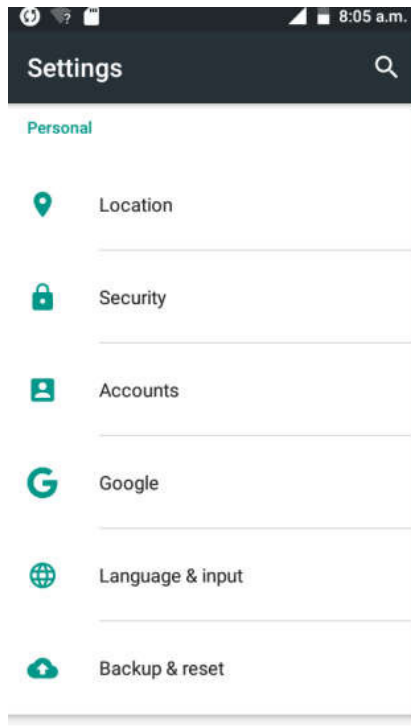 8:05 a.m.
Settings
Personal
Location
Security
Accounts
Google
Language & input
Backup & reset